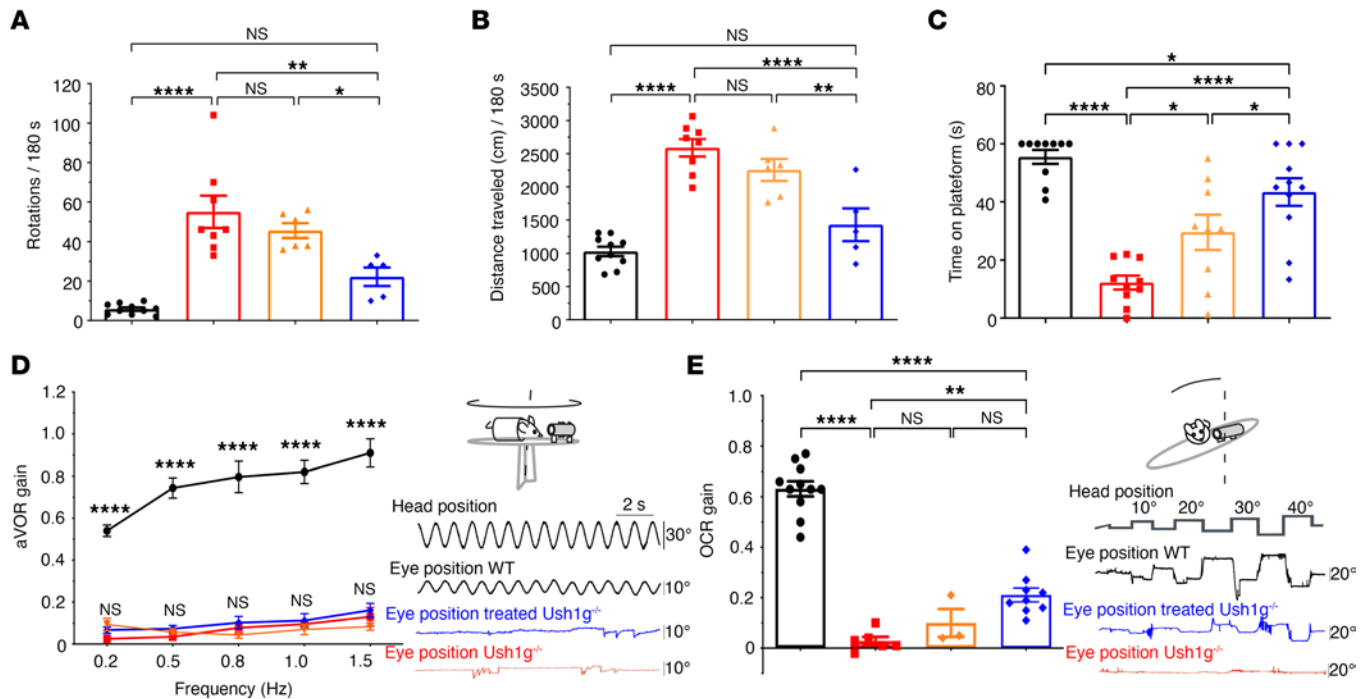 A
NS
**
****
NS
*
Rotations / 180 s
120
100
80
60
40
20
0
B
NS
****
****
NS
**
Distance traveled (cm) / 180 s
3500
3000
2500
2000
1500
1000
500
0
C
*
****
****
*
*
Time on plateform (s)
80
60
40
20
0
D
aVOR gain
1.2
1.0
0.8
0.6
0.4
0.2
0
****
****
****
****
****
NS
NS
NS
NS
NS
0.2
0.5
0.8
1.0
1.5
Frequency (Hz)
Head position
2 s
30°
Eye position WT
10°
Eye position treated Ush1g-/-
10°
Eye position Ush1g-/-
10°
E
****
**
****
NS
NS
OCR gain
1.0
0.8
0.6
0.4
0.2
0
Head position
10°
20°
30°
40°
Eye position WT
20°
Eye position treated Ush1g-/-
20°
Eye position Ush1g-/-
20°